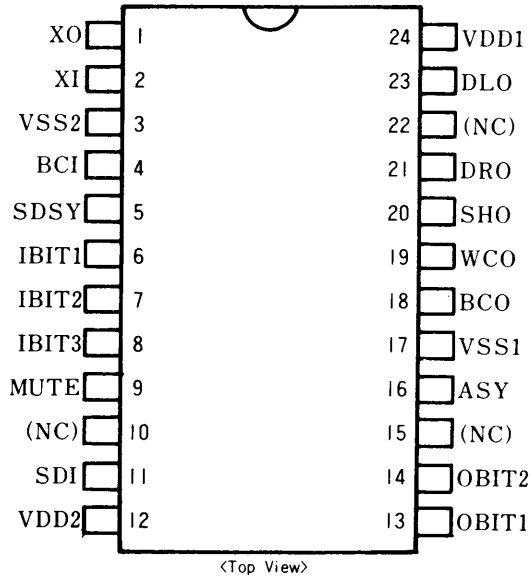 XO 1 24 VDD1
XI 2 23 DLO
VSS2 3 22 (NC)
BCI 4 21 DRO
SDSY 5 20 SHO
IBIT1 6 19 WCO
IBIT2 7 18 BCO
IBIT3 8 17 VSS1
MUTE 9 16 ASY
(NC) 10 15 (NC)
SDI 11 14 OBIT2
VDD2 12 13 OBIT1
<Top View>